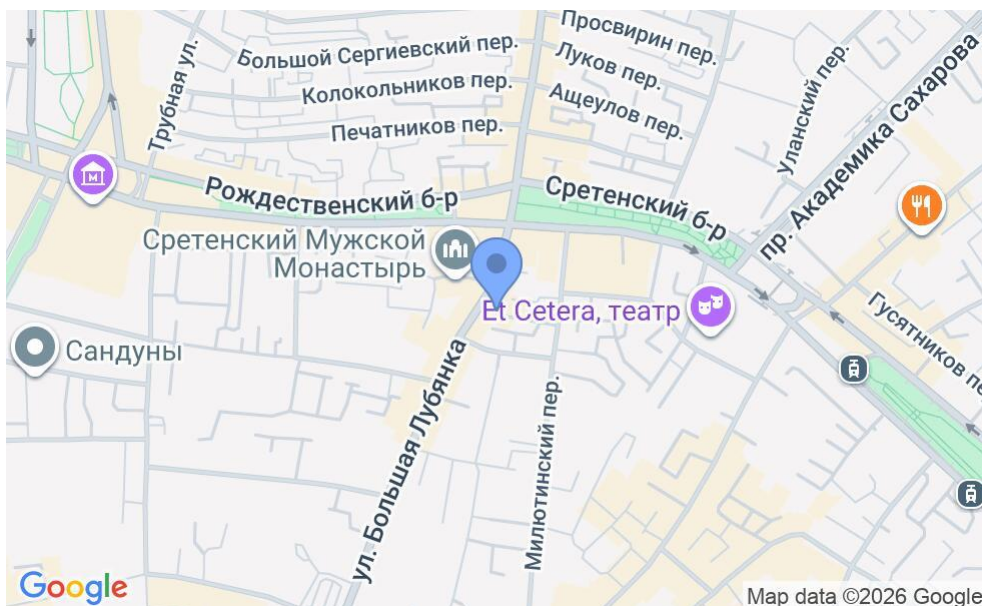 Просвирин пер.
Большой Сергиевский пер.
Луков пер.
Трубная ул.
Колокольников пер.
Ащеулов пер.
Печатников пер.
Уланский пер.
пр. Академика Сахарова
Рождественский б-р
Сретенский б-р
Сретенский Мужской
Монастырь
Et Cetera, театр
Гусятников пе
Сандуны
ул. Большая Лубянка
Милютинский пер.
Google
Map data ©2026 Google